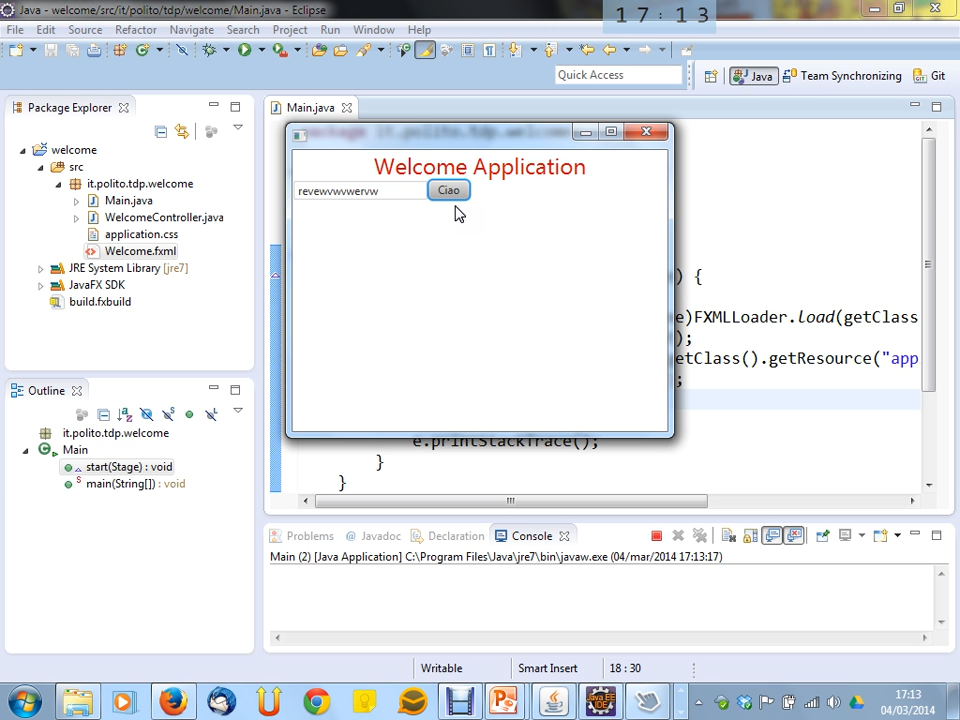 Java - welcome/src/it/polito/tdp/welcome/Main.java - Eclipse
17:13
File Edit Source Refactor Navigate Search Project Run Window Help
Quick Access
Java
Team Synchronizing
Git
Package Explorer
welcome
src
it.polito.tdp.welcome
Main.java
WelcomeController.java
application.css
Welcome.fxml
JRE System Library [jre7]
JavaFX SDK
build.fxbuild
Outline
it.polito.tdp.welcome
Main
start(Stage) : void
main(String[]) : void
Main.java
Welcome Application
revewvwvwervw
Ciao
) {
e)FXMLLoader.load(getClass
);
etClass().getResource("app
;
e.printStackTrace();
}
}
Problems
Javadoc
Declaration
Console
Main (2) [Java Application] C:\Program Files\Java\jre7\bin\javaw.exe (04/mar/2014 17:13:17)
Writable
Smart Insert
18 : 30
17:13
04/03/2014